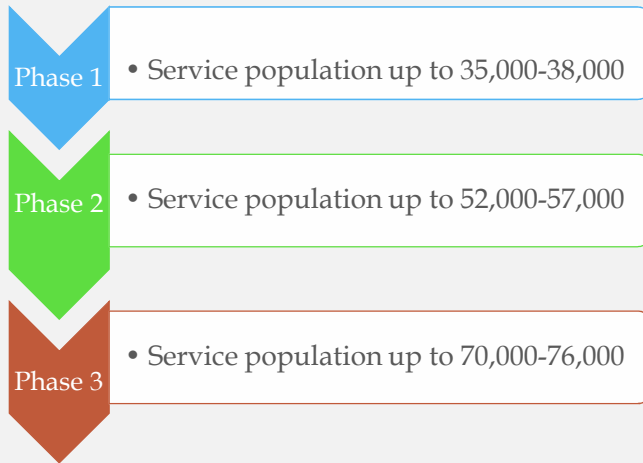 Phase 1
• Service population up to 35,000-38,000
Phase 2
• Service population up to 52,000-57,000
Phase 3
• Service population up to 70,000-76,000